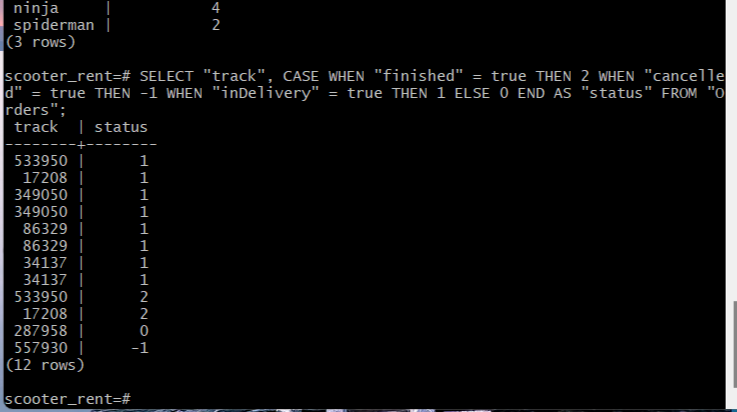 ninja | 4
spiderman | 2
(3 rows)
scooter_rent=# SELECT "track", CASE WHEN "finished" = true THEN 2 WHEN "cancelle
d" = true THEN -1 WHEN "inDelivery" = true THEN 1 ELSE 0 END AS "status" FROM "O
rders";
track | status
--------+--------
533950 | 1
17208 | 1
349050 | 1
349050 | 1
86329 | 1
86329 | 1
34137 | 1
34137 | 1
533950 | 2
17208 | 2
287958 | 0
557930 | -1
(12 rows)
scooter_rent=#